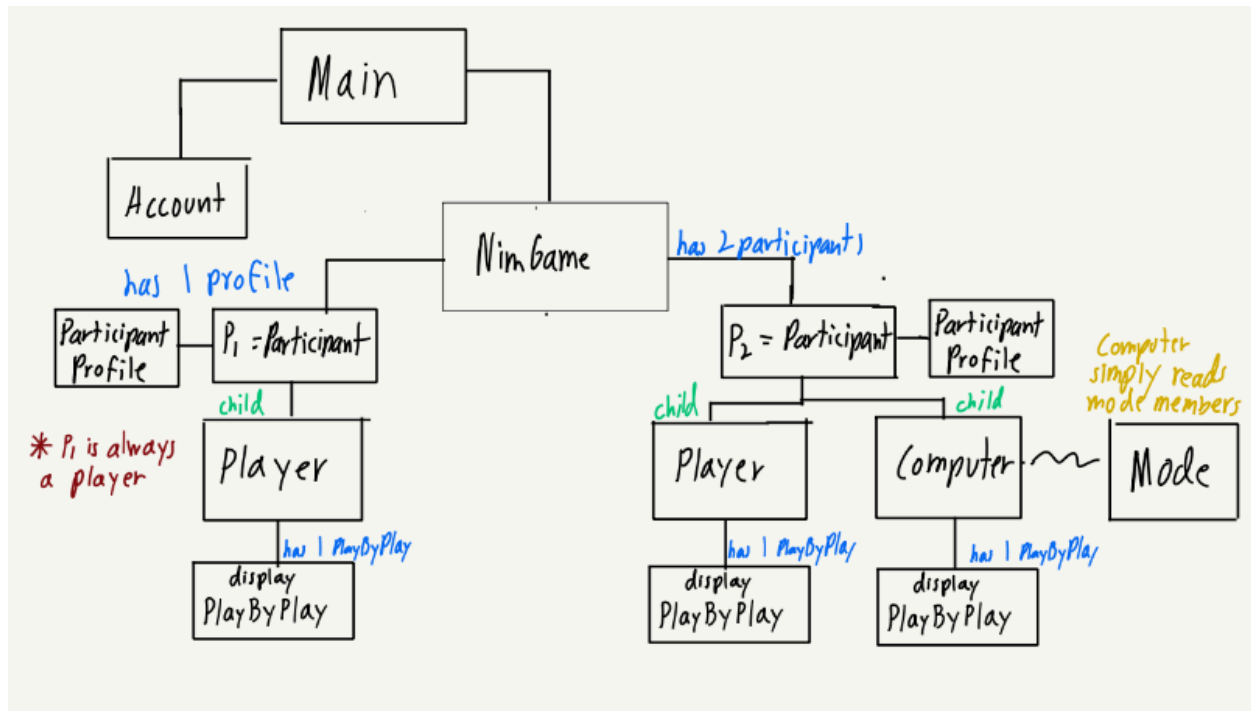 Main
Account
NimGame
has 2 participants
has 1 profile
Participant
Profile
P1 = Participant
P2 = Participant
Participant
Profile
Computer
simply reads
mode members
child
child
child
* P1 is always
a player
Player
Player
Computer
Mode
has 1 PlayByPlay
has 1 PlayByPlay
has 1 PlayByPlay
display
PlayByPlay
display
PlayByPlay
display
PlayByPlay